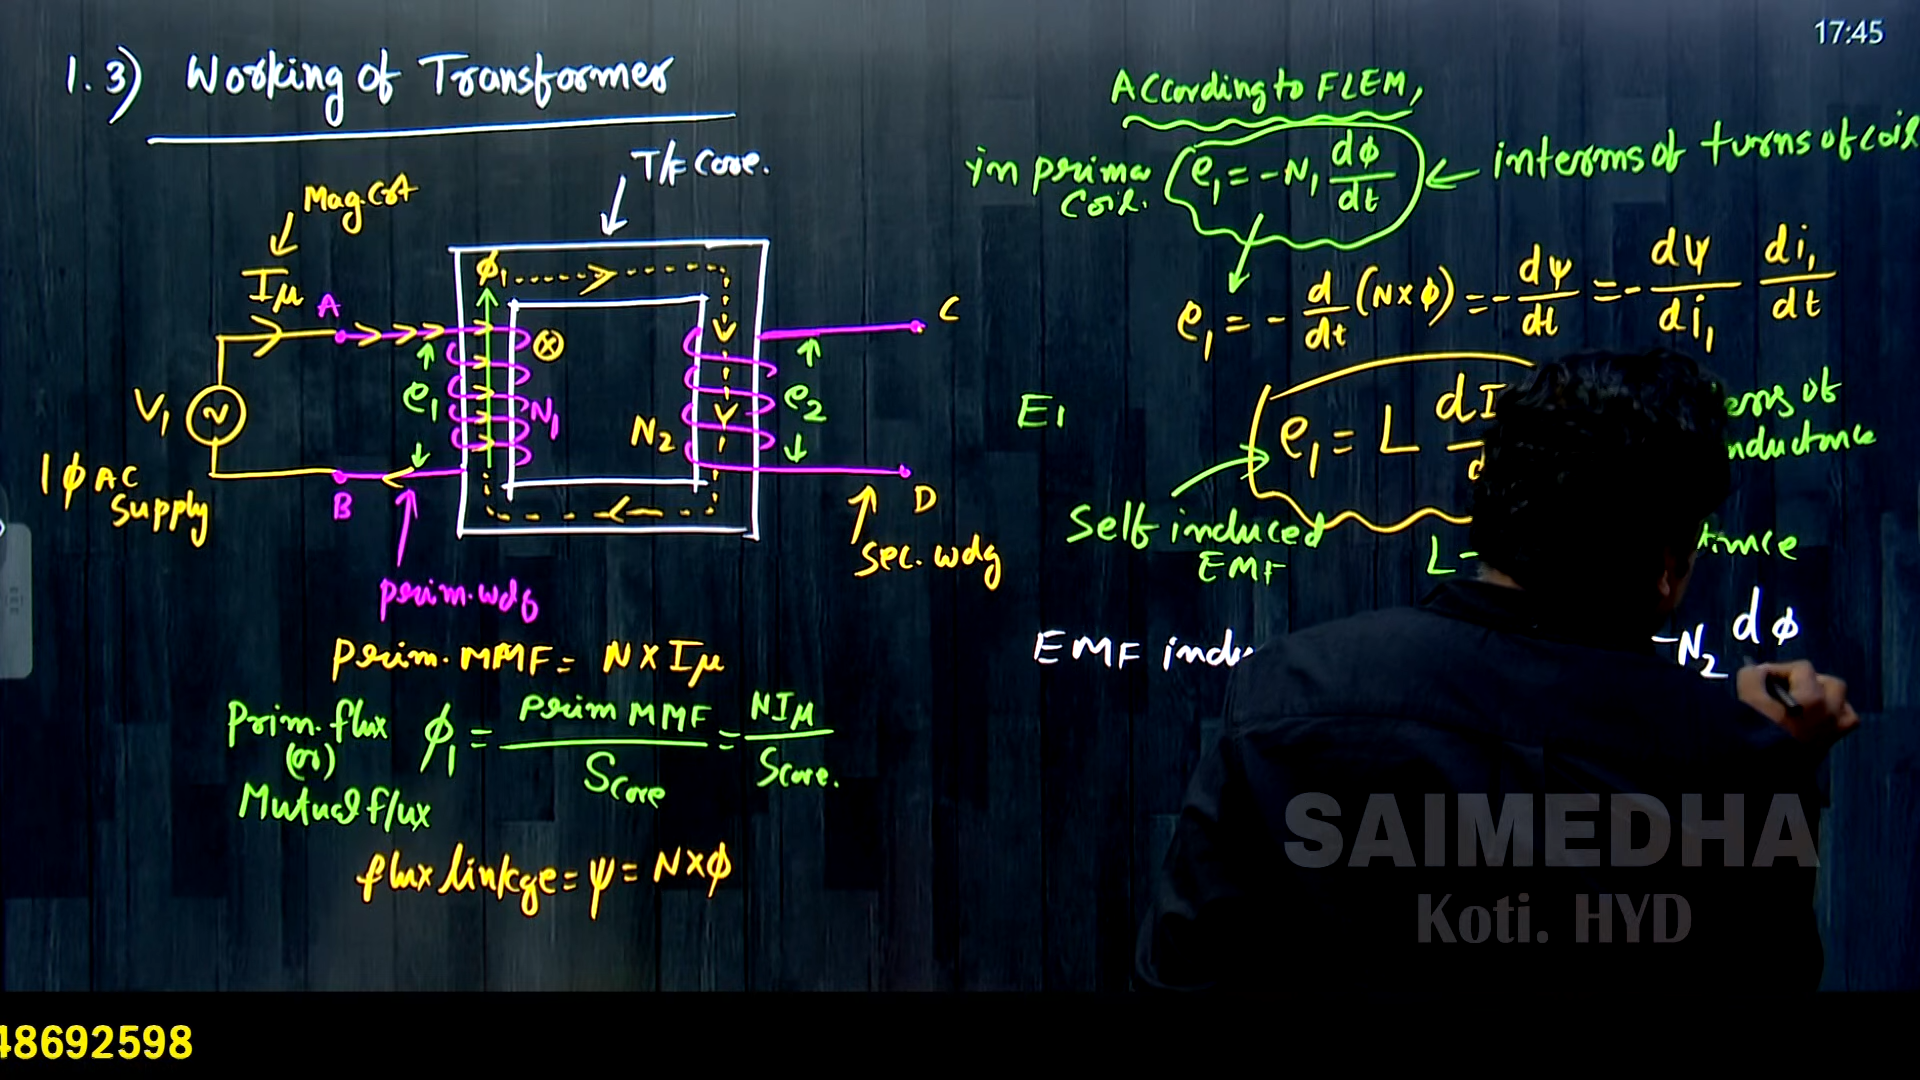 17:45
1.3) Working of Transformer
T/f Core.
Mag.Crt
Iμ
A
ϕ1
C
V1
e1
N1
N2
e2
1ϕ AC
Supply
B
D
prim.wdg
Sec. wdg
prim. MMF = N X Iμ
Prim. flux
(or)
Mutual flux
ϕ1 = prim MMF / Score = NIμ / Score.
flux linkge = ψ = N×ϕ
According to FLEM,
in prima
Coil.
e1 = -N1 dϕ/dt
← interms of turns of coil
e1 = - d/dt (N×ϕ) = - dψ/dt = - dψ/di1 di1/dt
E1
e1 = L dI
Self induced
EMF
L-
EMF
-N2 dϕ
SAIMEDHA
Koti. HYD
48692598